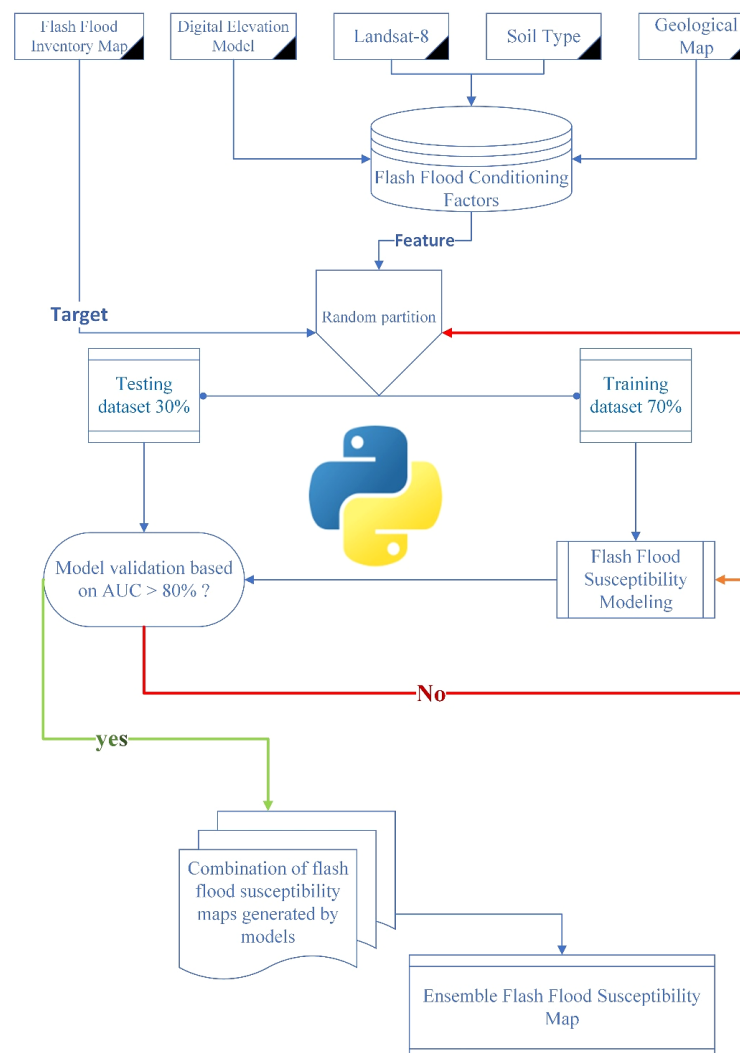 Flash Flood
Inventory Map
Digital Elevation
Model
Landsat-8
Soil Type
Geological
Map
Flash Flood Conditioning
Factors
Feature
Random partition
Target
Testing
dataset 30%
Training
dataset 70%
Model validation based
on AUC > 80% ?
Flash Flood
Susceptibility
Modeling
No
yes
Combination of flash
flood susceptibility
maps generated by
models
Ensemble Flash Flood Susceptibility
Map